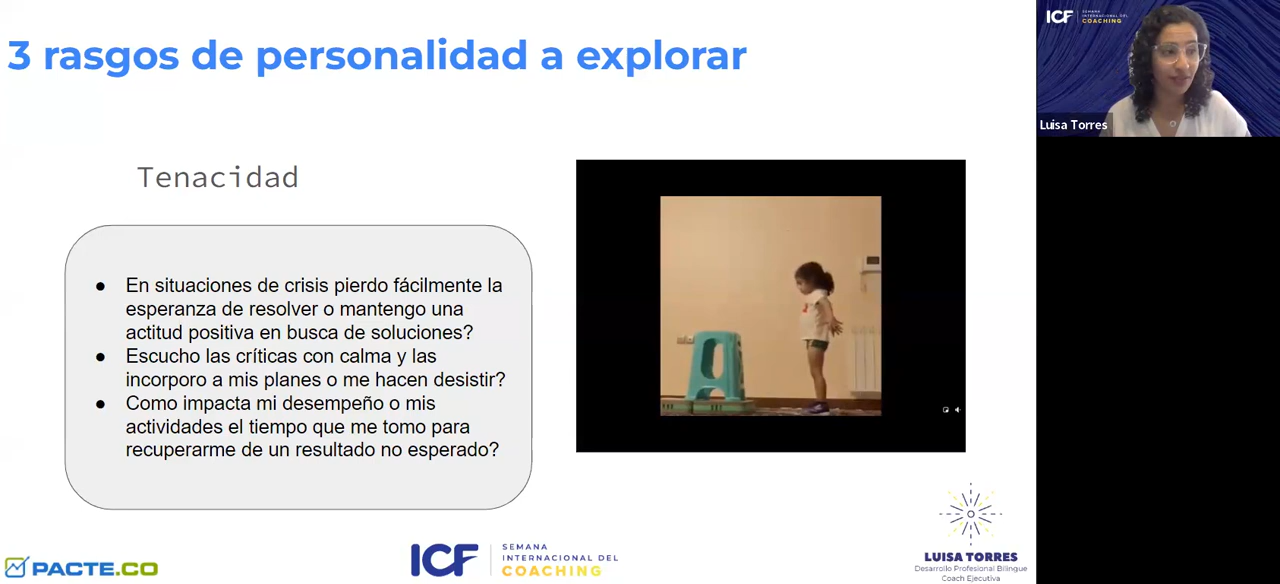 3 rasgos de personalidad a explorar
Tenacidad
En situaciones de crisis pierdo fácilmente la
esperanza de resolver o mantengo una
actitud positiva en busca de soluciones?
Escucho las críticas con calma y las
incorporo a mis planes o me hacen desistir?
Como impacta mi desempeño o mis
actividades el tiempo que me tomo para
recuperarme de un resultado no esperado?
PACTE.CO
ICF
SEMANA
INTERNACIONAL DEL
COACHING
LUISA TORRES
Desarrollo Profesional Bilingue
Coach Ejecutiva
ICF
SEMANA
INTERNACIONAL DEL
COACHING
Luisa Torres